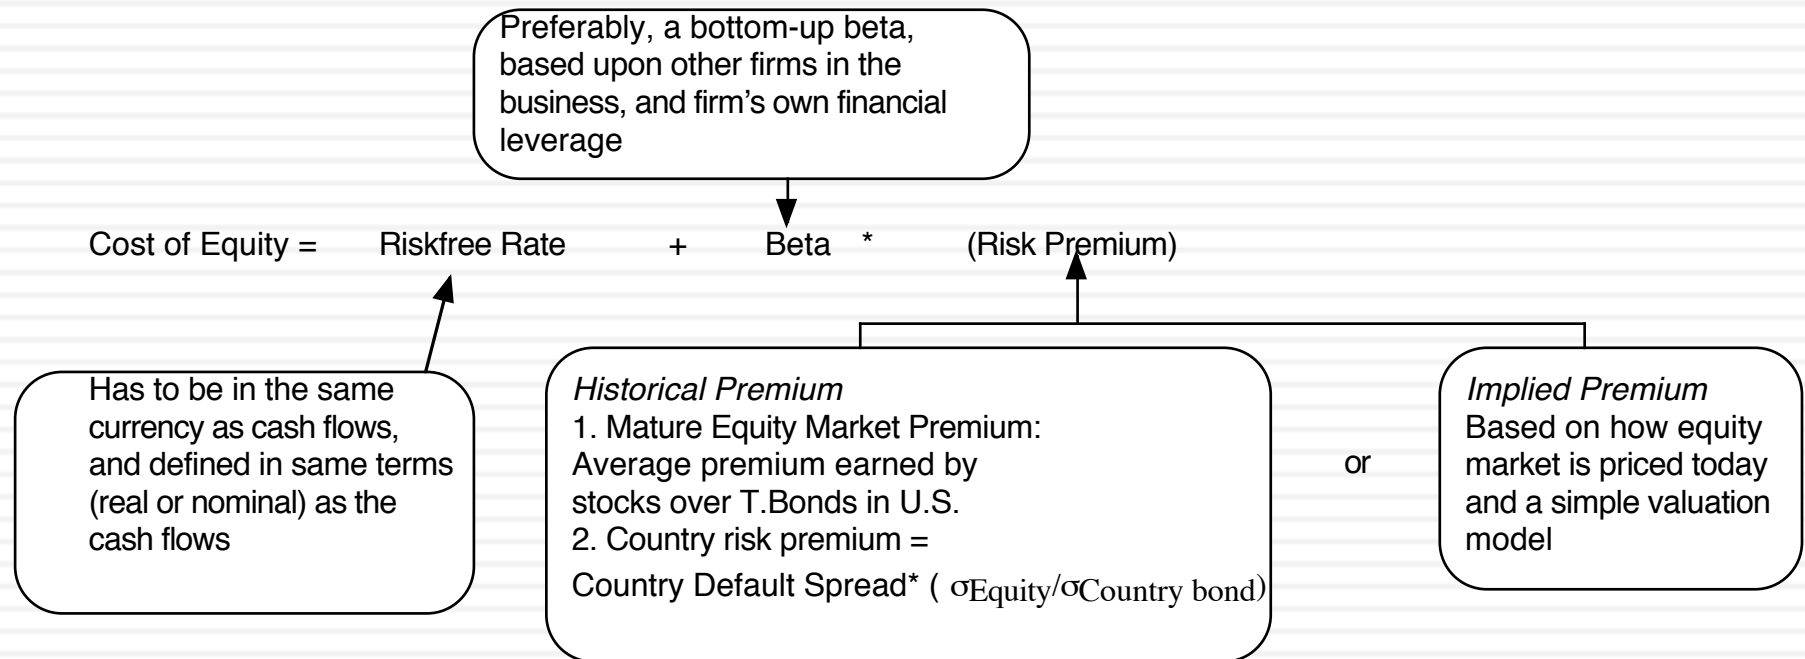 Preferably, a bottom-up beta,
based upon other firms in the
business, and firm's own financial
leverage
Cost of Equity = Riskfree Rate + Beta * (Risk Premium)
Has to be in the same
currency as cash flows,
and defined in same terms
(real or nominal) as the
cash flows
Historical Premium
1. Mature Equity Market Premium:
Average premium earned by
stocks over T.Bonds in U.S.
2. Country risk premium =
Country Default Spread* ( σEquity/σCountry bond)
or
Implied Premium
Based on how equity
market is priced today
and a simple valuation
model